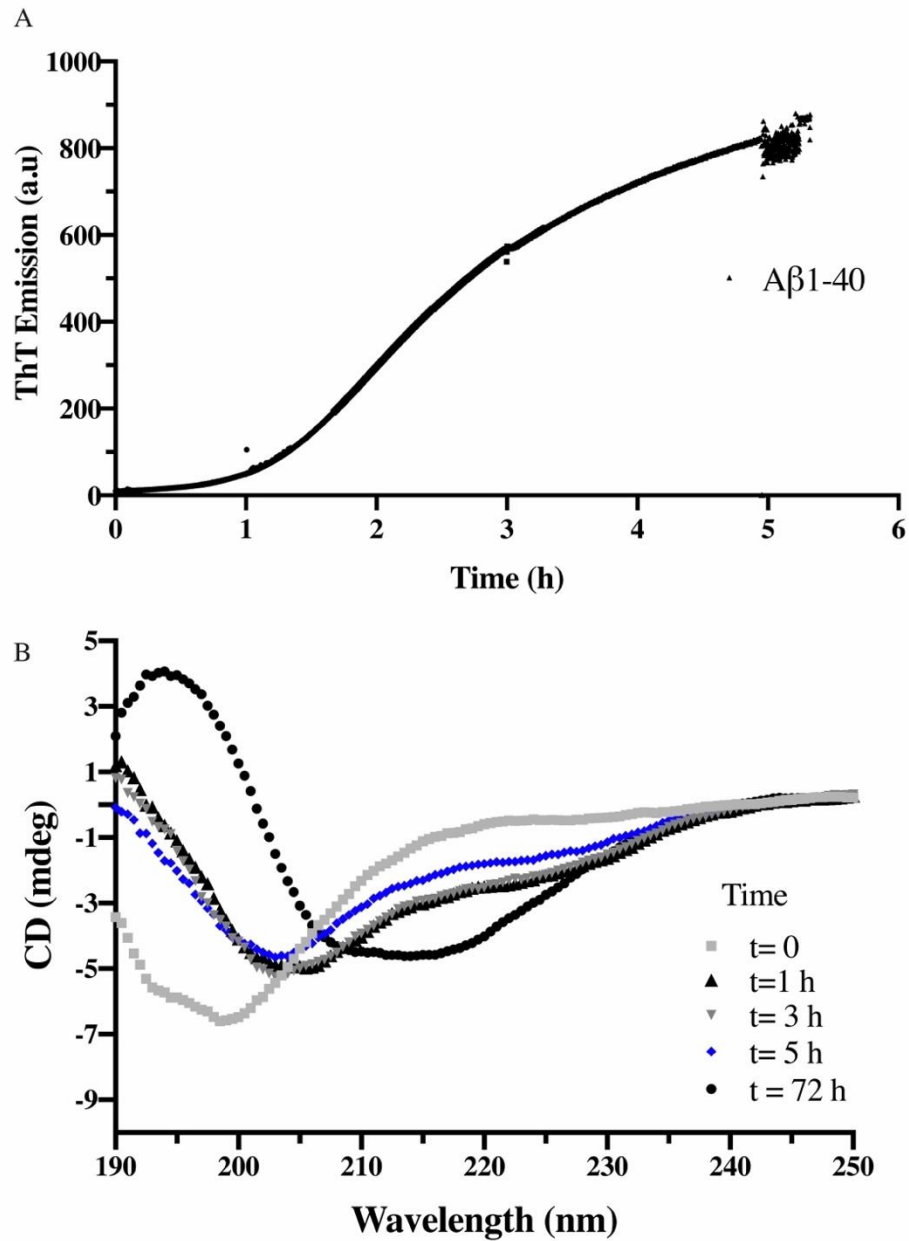 A
1000
800
600
400
200
0
ThT Emission (a.u)
Aβ1-40
0 1 2 3 4 5 6
Time (h)
B
5
3
1
-1
-3
-5
-7
-9
CD (mdeg)
Time
t= 0
t=1 h
t= 3 h
t= 5 h
t = 72 h
190 200 210 220 230 240 250
Wavelength (nm)